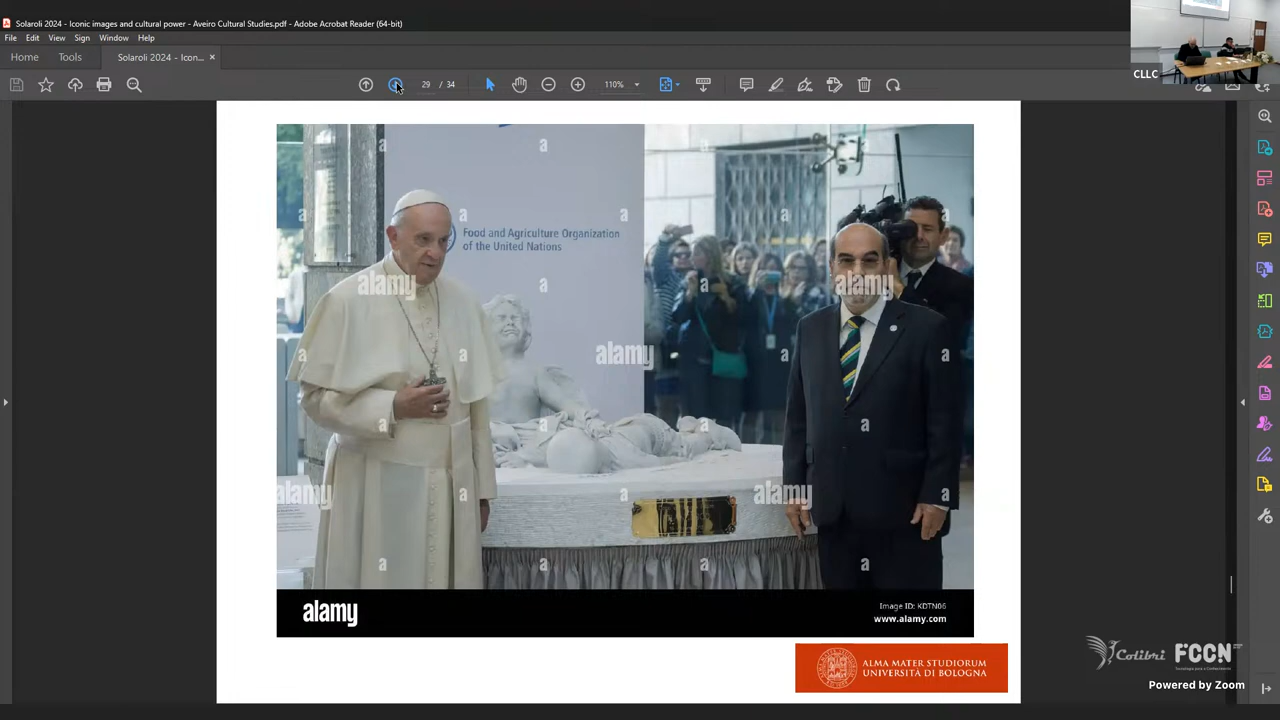 Solaroli 2024 - Iconic images and cultural power - Aveiro Cultural Studies.pdf - Adobe Acrobat Reader (64-bit)
File Edit View Sign Window Help
Home Tools Solaroli 2024 - Icon... ×
29 / 34 110%
CLLC
Food and Agriculture Organization
of the United Nations
a a a
a a a a
alamy a a alamy
a alamy a a
a a a
alamy a a alamy a
a a a a
alamy
Image ID: KDTN06
www.alamy.com
ALMA MATER STUDIORUM
UNIVERSITÀ DI BOLOGNA
Colibri FCCN
Powered by Zoom